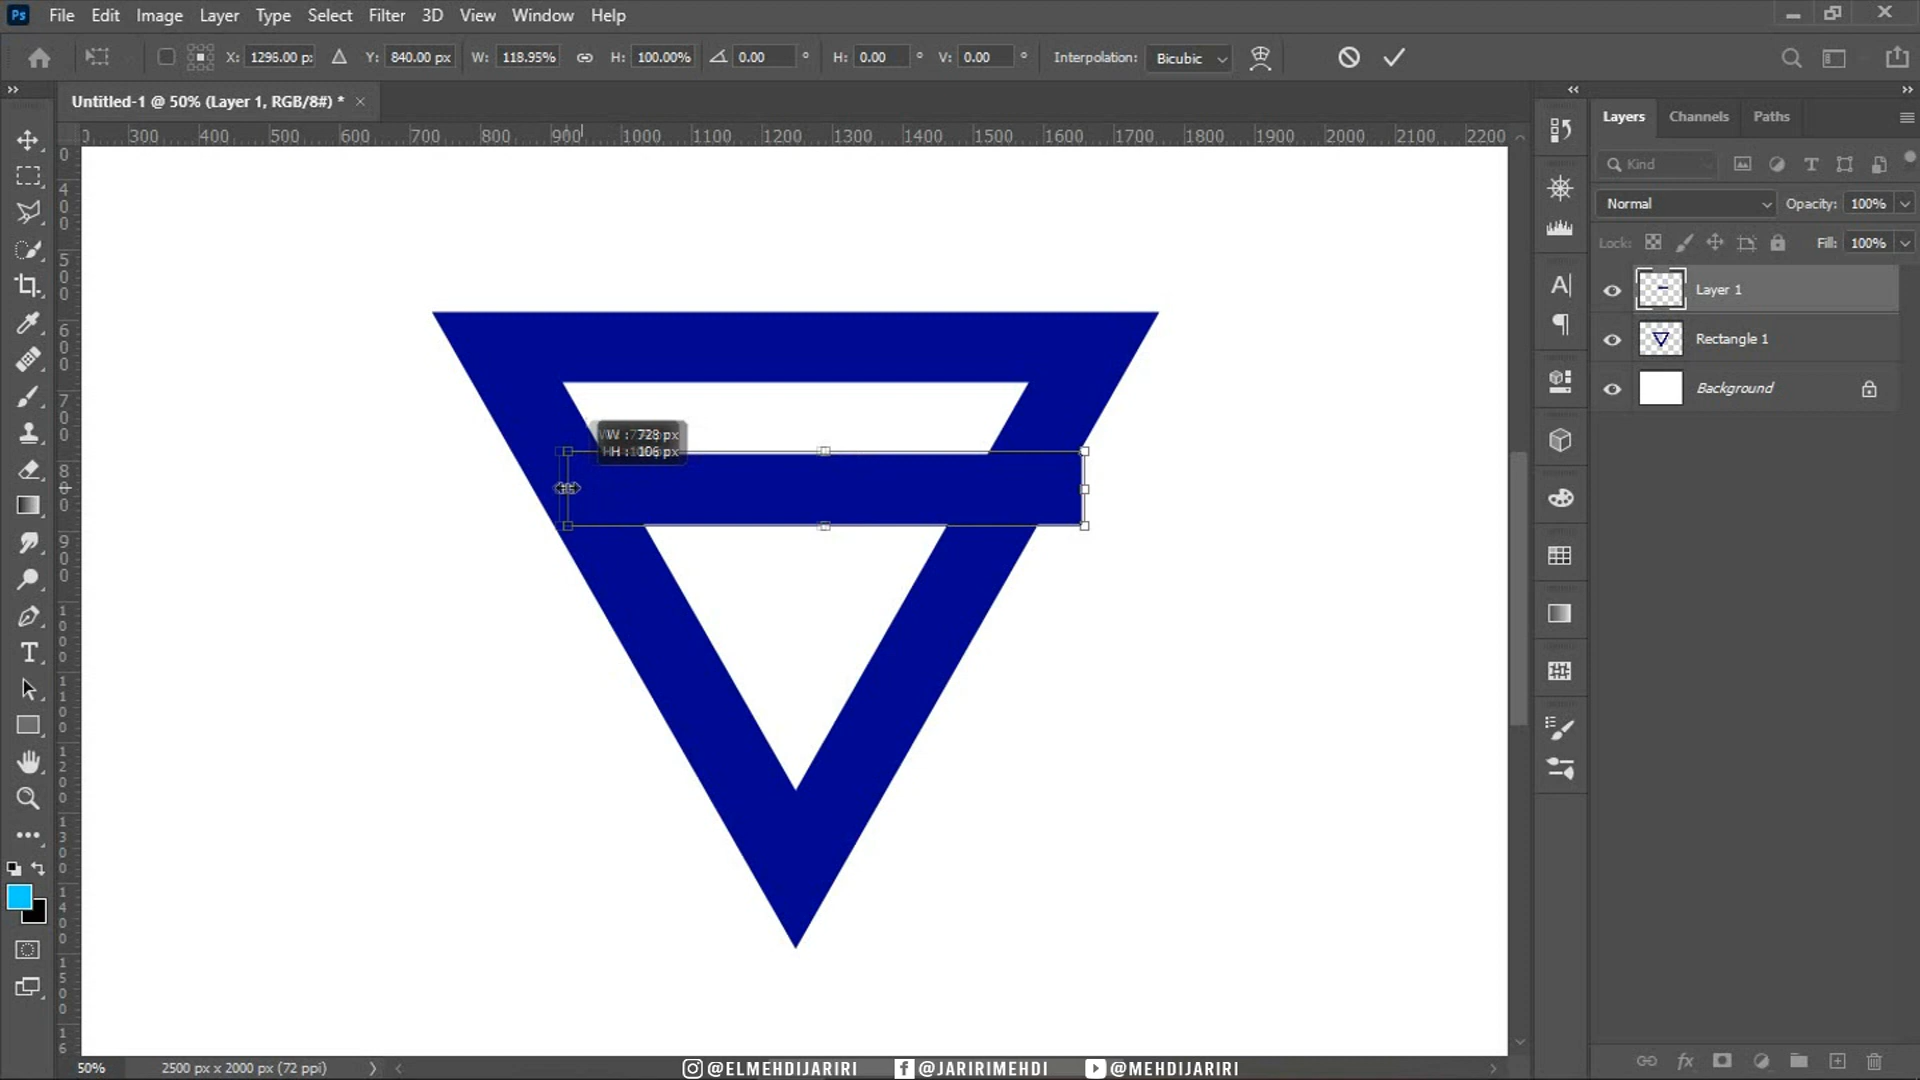 Ps File Edit Image Layer Type Select Filter 3D View Window Help
X: 1296.00 p: Y: 840.00 px W: 118.95% H: 100.00% 0.00 ° H: 0.00 ° V: 0.00 ° Interpolation: Bicubic
Untitled-1 @ 50% (Layer 1, RGB/8#) * ×
300 400 500 600 700 800 900 1000 1100 1200 1300 1400 1500 1600 1700 1800 1900 2000 2100 2200
Layers Channels Paths
Kind
Normal Opacity: 100%
Lock: Fill: 100%
Layer 1
Rectangle 1
Background
W : 728 px
H : 106 px
50% 2500 px x 2000 px (72 ppi)
@ELMEHDIJARIRI @JARIRIMEHDI @MEHDIJARIRI